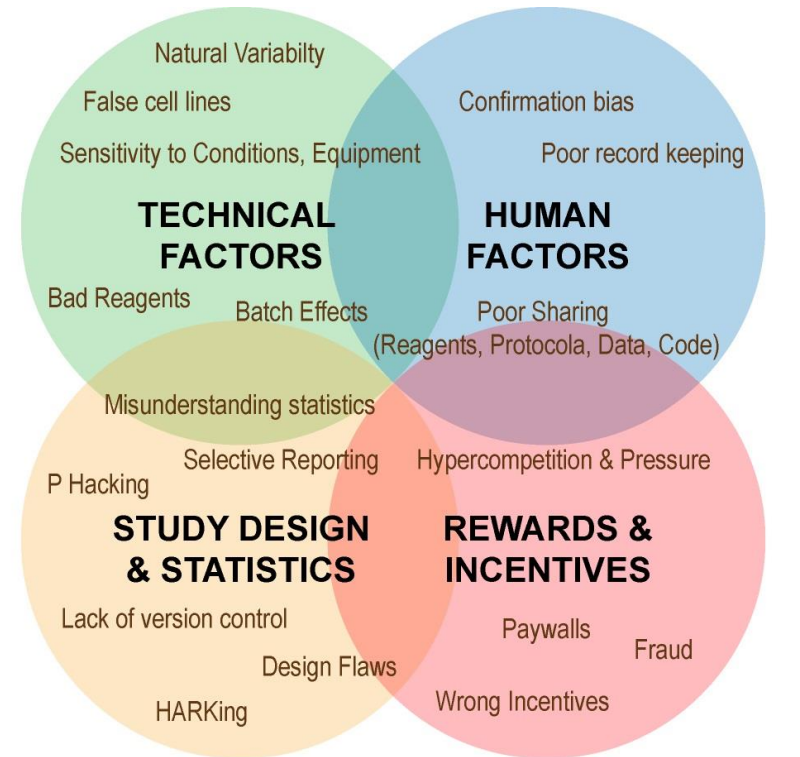 Natural Variabilty
False cell lines
Confirmation bias
Sensitivity to Conditions, Equipment
Poor record keeping
TECHNICAL
FACTORS
HUMAN
FACTORS
Bad Reagents
Batch Effects
Poor Sharing
(Reagents, Protocola, Data, Code)
Misunderstanding statistics
Selective Reporting
Hypercompetition & Pressure
P Hacking
STUDY DESIGN
& STATISTICS
REWARDS &
INCENTIVES
Lack of version control
Paywalls
Fraud
Design Flaws
Wrong Incentives
HARKing